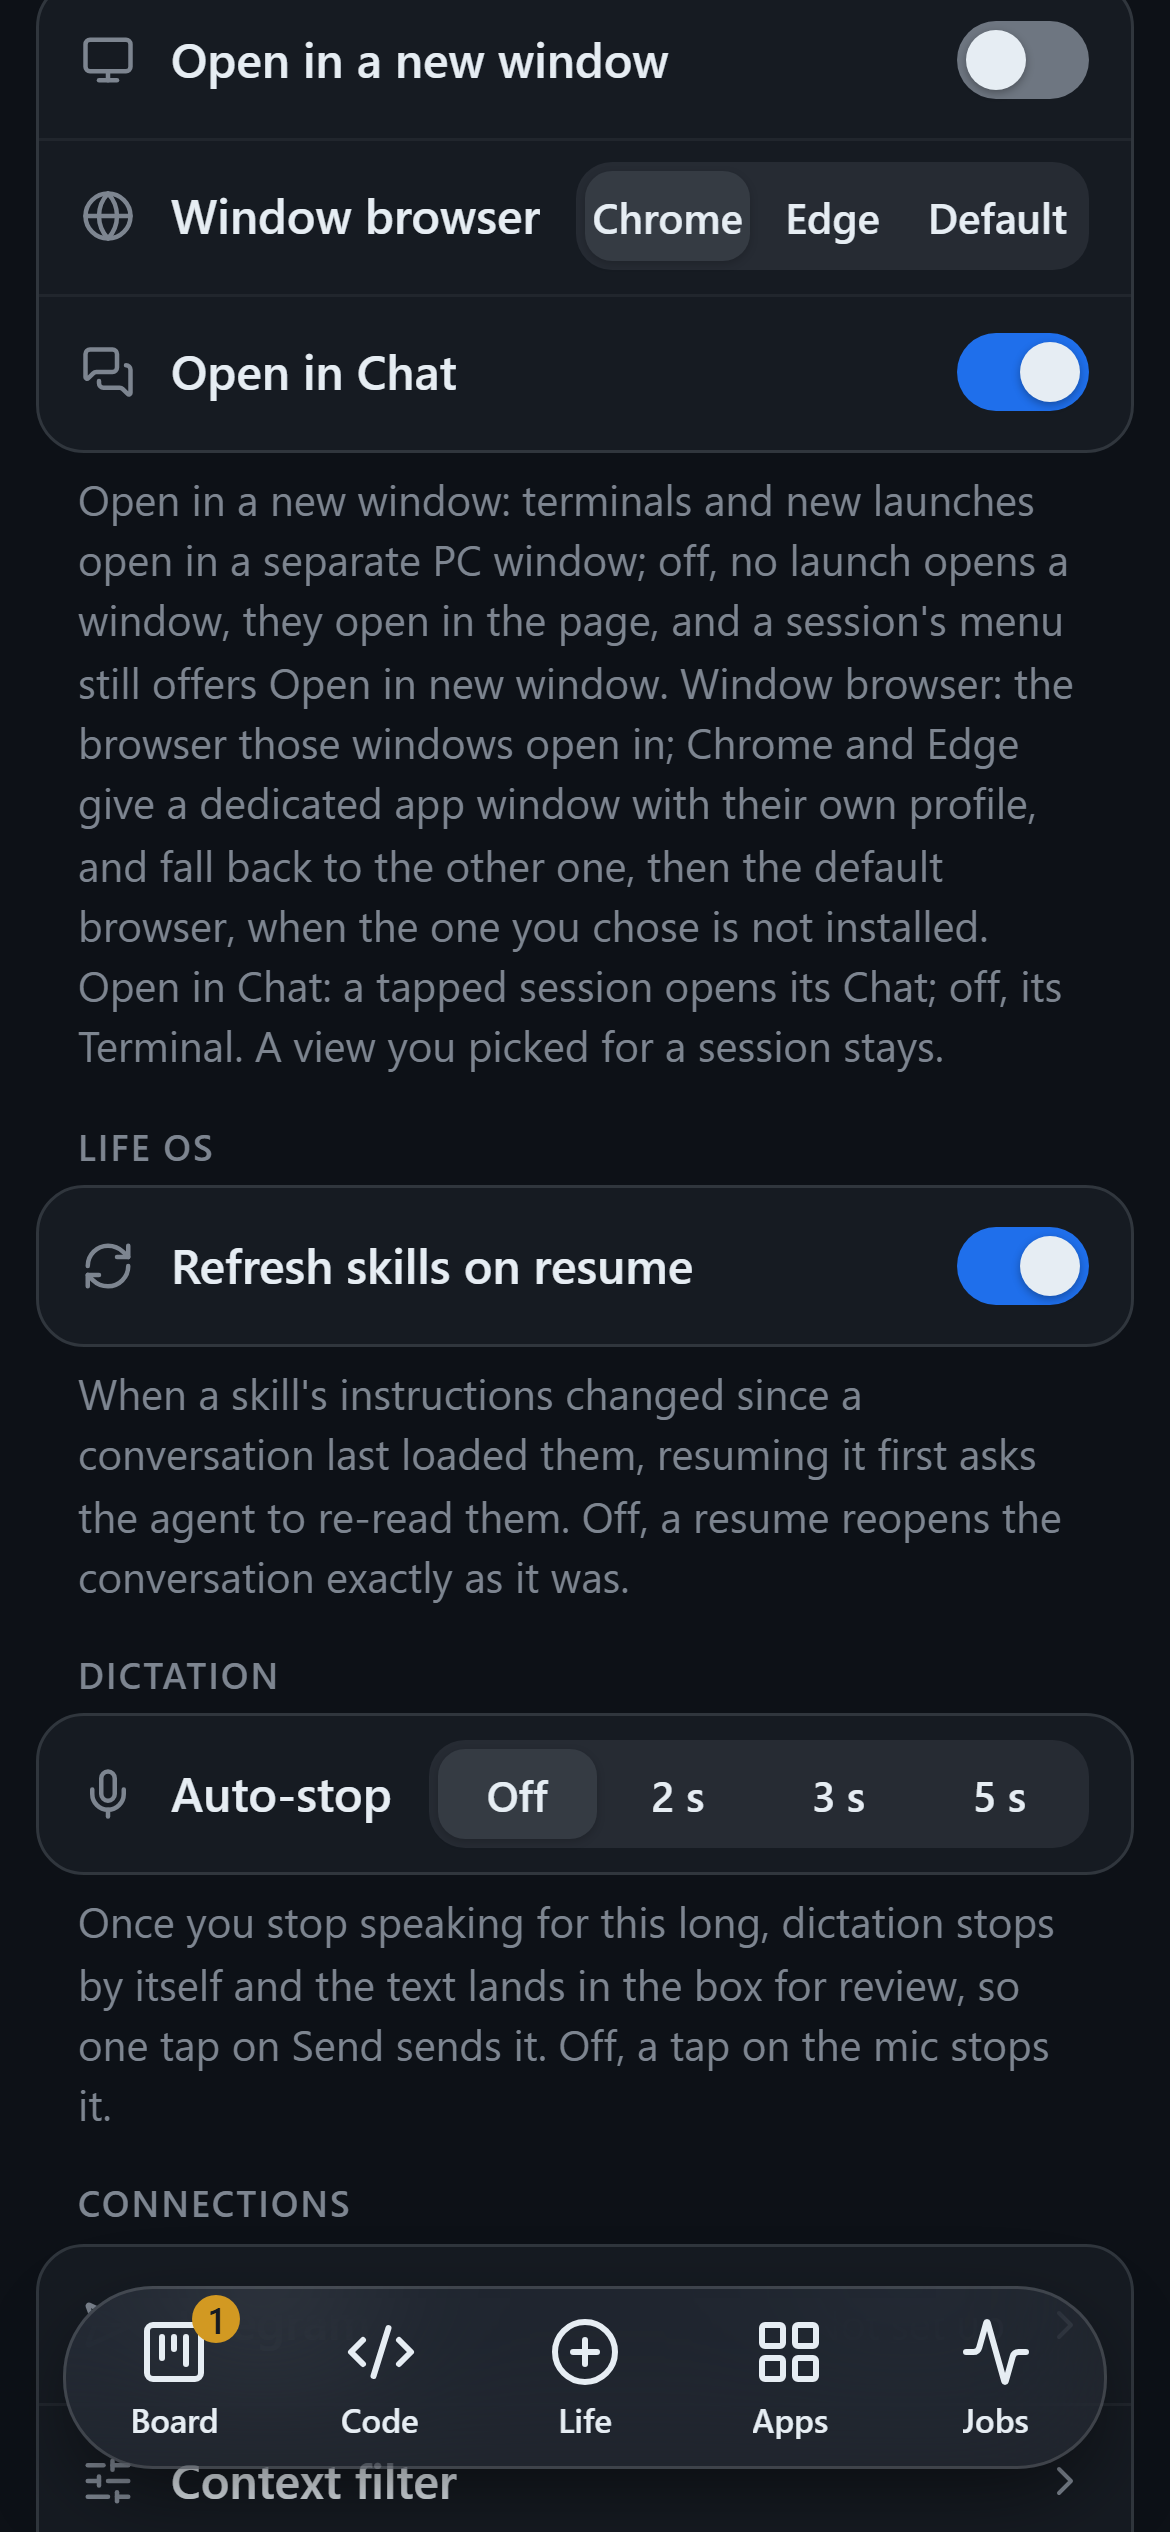 Open in a new window
Window browser Chrome Edge Default
Open in Chat
Open in a new window: terminals and new launches
open in a separate PC window; off, no launch opens a
window, they open in the page, and a session's menu
still offers Open in new window. Window browser: the
browser those windows open in; Chrome and Edge
give a dedicated app window with their own profile,
and fall back to the other one, then the default
browser, when the one you chose is not installed.
Open in Chat: a tapped session opens its Chat; off, its
Terminal. A view you picked for a session stays.
LIFE OS
Refresh skills on resume
When a skill's instructions changed since a
conversation last loaded them, resuming it first asks
the agent to re-read them. Off, a resume reopens the
conversation exactly as it was.
DICTATION
Auto-stop Off 2 s 3 s 5 s
Once you stop speaking for this long, dictation stops
by itself and the text lands in the box for review, so
one tap on Send sends it. Off, a tap on the mic stops
it.
CONNECTIONS
1
Board Code Life Apps Jobs
Context filter